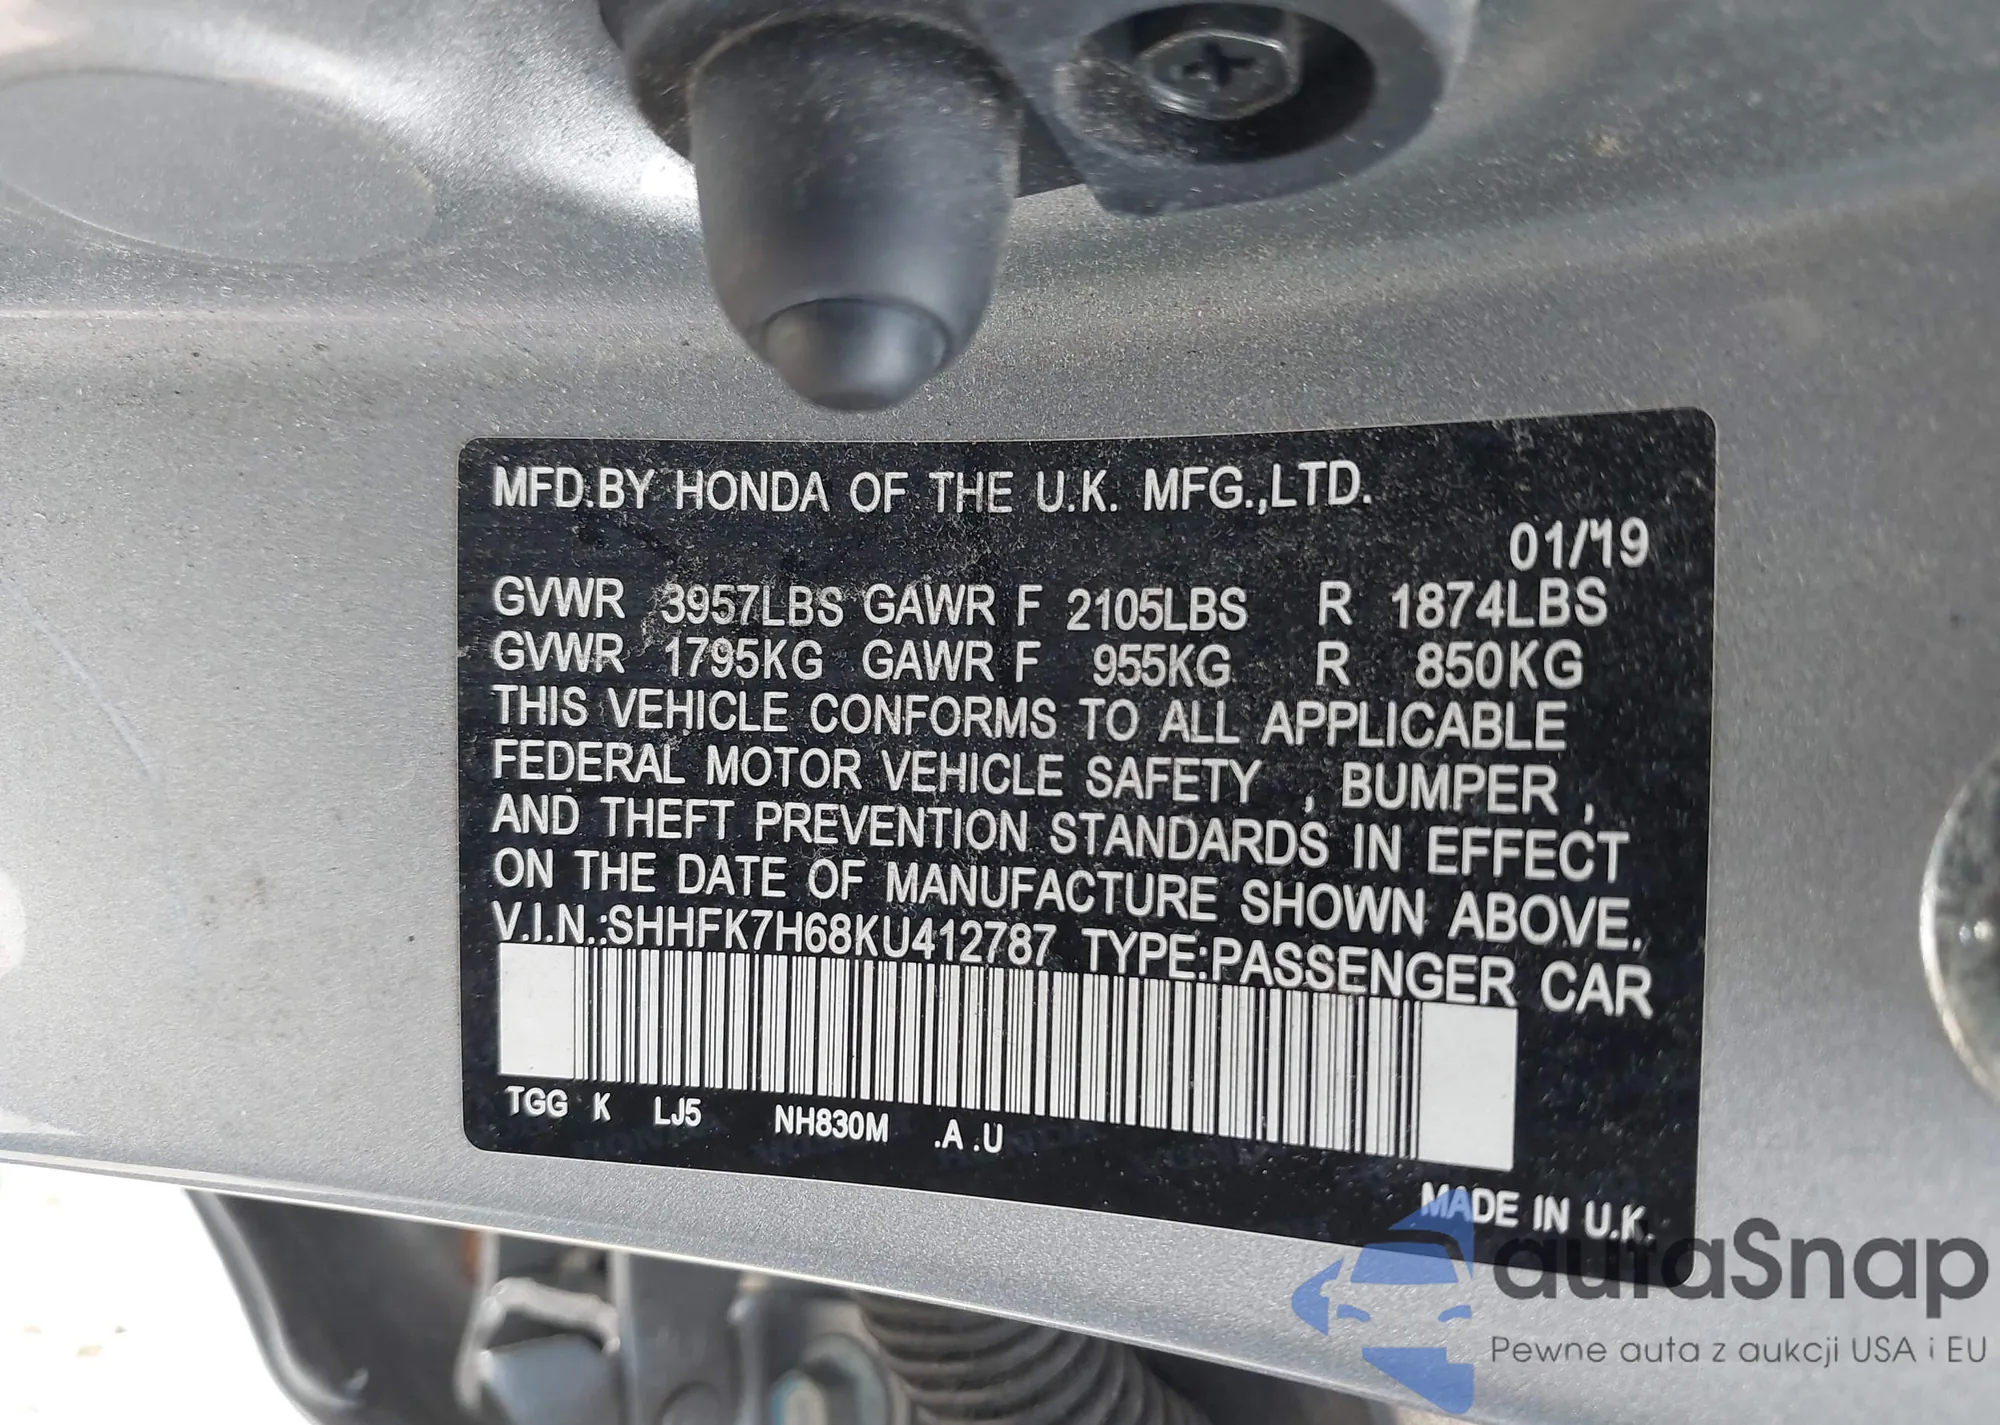 MFD.BY HONDA OF THE U.K. MFG.,LTD.
01/19
GVWR 3957LBS GAWR F 2105LBS R 1874LBS
GVWR 1795KG GAWR F 955KG R 850KG
THIS VEHICLE CONFORMS TO ALL APPLICABLE
FEDERAL MOTOR VEHICLE SAFETY , BUMPER ,
AND THEFT PREVENTION STANDARDS IN EFFECT
ON THE DATE OF MANUFACTURE SHOWN ABOVE.
V.I.N.:SHHFK7H68KU412787 TYPE:PASSENGER CAR
TGG K LJ5 NH830M .A .U
MADE IN U.K.
autaSnap
Pewne auta z aukcji USA i EU